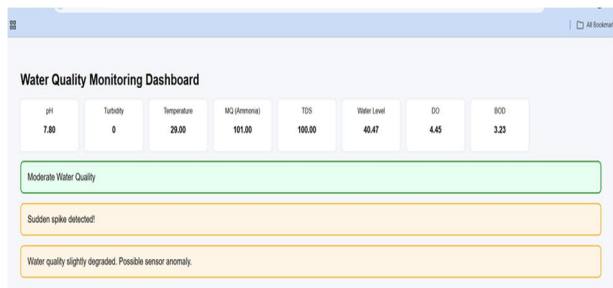 All Bookmar
Water Quality Monitoring Dashboard
pH Turbidity Temperature MQ (Ammonia) TDS Water Level DO BOD
7.80 0 29.00 101.00 100.00 40.47 4.45 3.23
Moderate Water Quality
Sudden spike detected!
Water quality slightly degraded. Possible sensor anomaly.